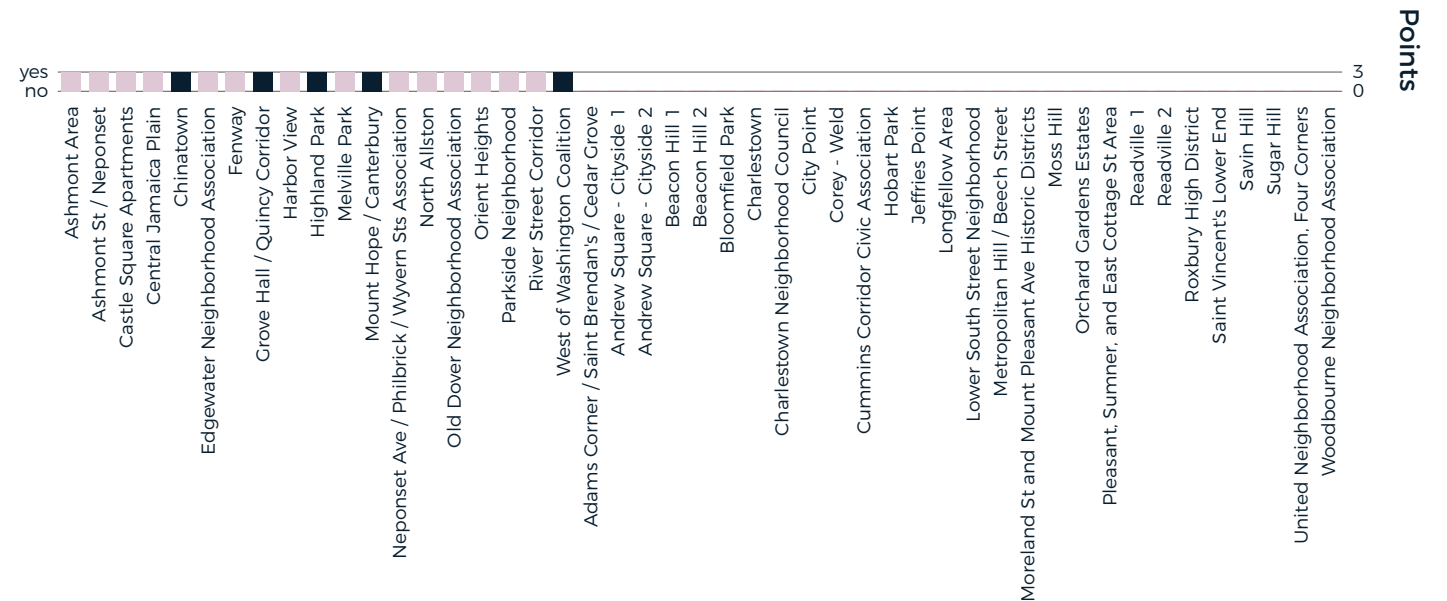 Points
yes
no
3
0
Ashmont Area
Ashmont St / Neponset
Castle Square Apartments
Central Jamaica Plain
Chinatown
Edgewater Neighborhood Association
Fenway
Grove Hall / Quincy Corridor
Harbor View
Highland Park
Melville Park
Mount Hope / Canterbury
Neponset Ave / Philbrick / Wyvern Sts Association
North Allston
Old Dover Neighborhood Association
Orient Heights
Parkside Neighborhood
River Street Corridor
West of Washington Coalition
Adams Corner / Saint Brendan's / Cedar Grove
Andrew Square - Cityside 1
Andrew Square - Cityside 2
Beacon Hill 1
Beacon Hill 2
Bloomfield Park
Charlestown
Charlestown Neighborhood Council
City Point
Corey - Weld
Cummins Corridor Civic Association
Hobart Park
Jeffries Point
Longfellow Area
Lower South Street Neighborhood
Metropolitan Hill / Beech Street
Moreland St and Mount Pleasant Ave Historic Districts
Moss Hill
Orchard Gardens Estates
Pleasant, Sumner, and East Cottage St Area
Readville 1
Readville 2
Roxbury High District
Saint Vincent's Lower End
Savin Hill
Sugar Hill
United Neighborhood Association, Four Corners
Woodbourne Neighborhood Association